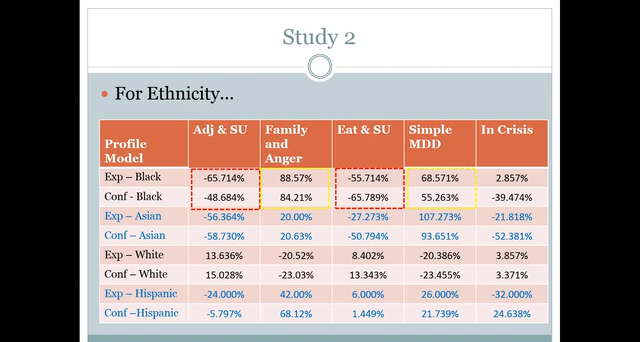 Study 2
For Ethnicity...
Profile Model Adj & SU Family and Anger Eat & SU Simple MDD In Crisis
Exp – Black -65.714% 88.57% -55.714% 68.571% 2.857%
Conf - Black -48.684% 84.21% -65.789% 55.263% -39.474%
Exp – Asian -56.364% 20.00% -27.273% 107.273% -21.818%
Conf – Asian -58.730% 20.63% -50.794% 93.651% -52.381%
Exp – White 13.636% -20.52% 8.402% -20.386% 3.857%
Conf – White 15.028% -23.03% 13.343% -23.455% 3.371%
Exp – Hispanic -24.000% 42.00% 6.000% 26.000% -32.000%
Conf –Hispanic -5.797% 68.12% 1.449% 21.739% 24.638%